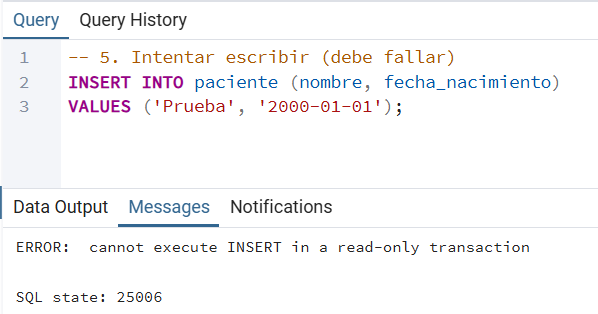 Query Query History
1 -- 5. Intentar escribir (debe fallar)
2 INSERT INTO paciente (nombre, fecha_nacimiento)
3 VALUES ('Prueba', '2000-01-01');
Data Output Messages Notifications
ERROR:  cannot execute INSERT in a read-only transaction
SQL state: 25006